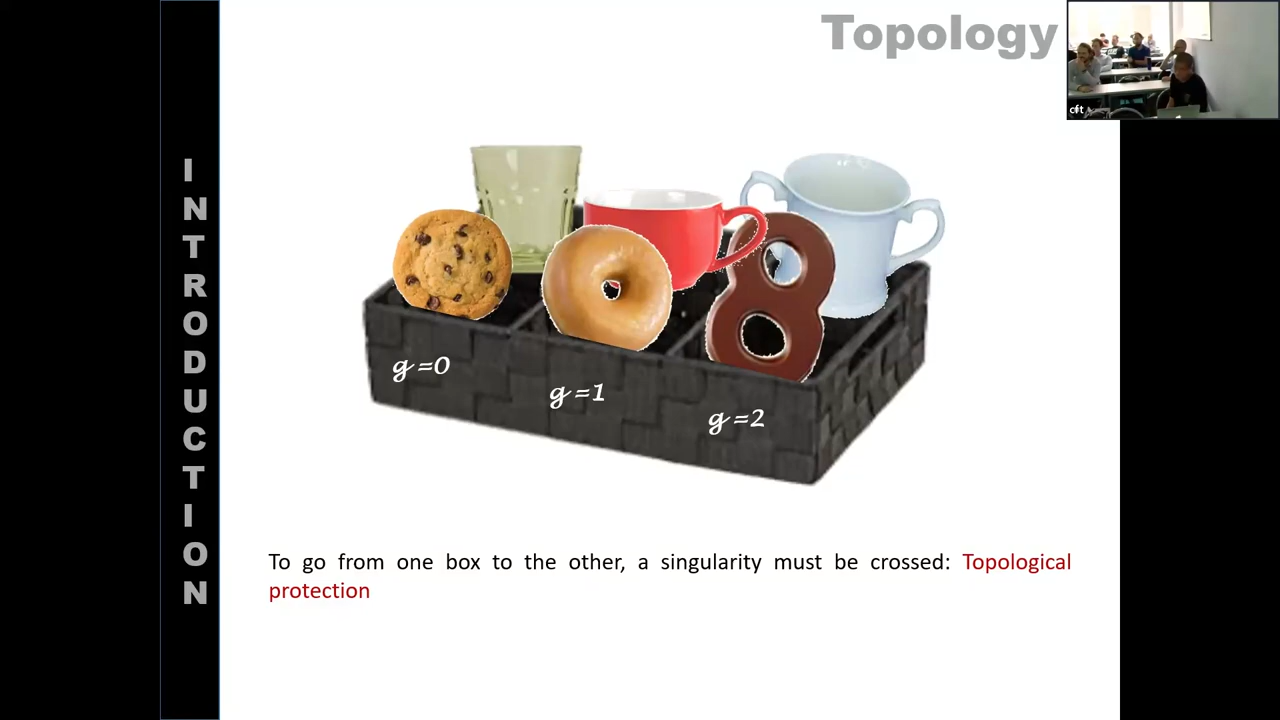 Topology
INTRODUCTION
g=0
g=1
g=2
To go from one box to the other, a singularity must be crossed: Topological
protection
cft